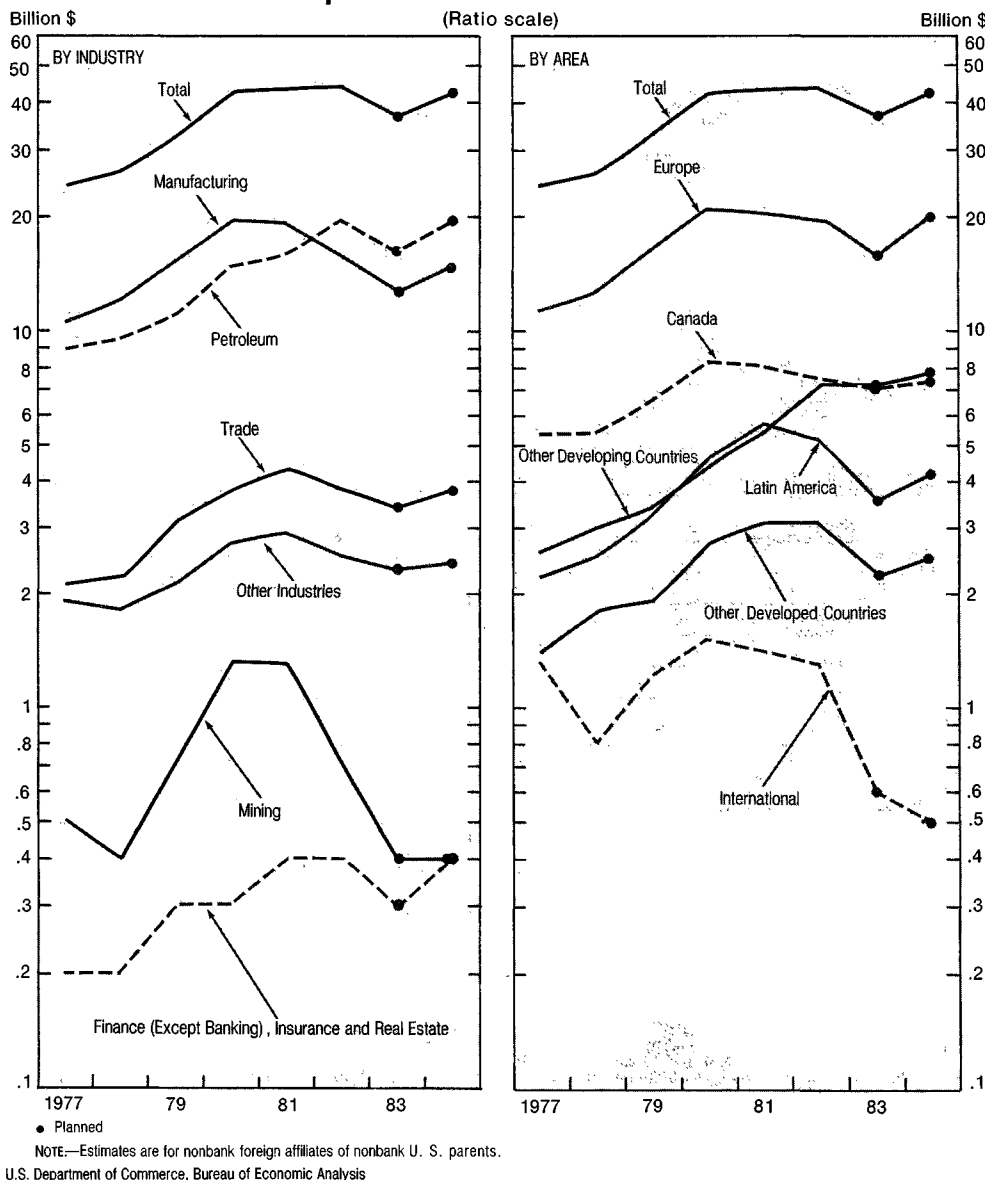 Billion $
(Ratio scale)
Billion $
BY INDUSTRY
60
50
40
30
20
10
8
6
5
4
3
2
1
.8
.6
.5
.4
.3
.2
.1
Total
Manufacturing
Petroleum
Trade
Other Industries
Mining
Finance (Except Banking), Insurance and Real Estate
1977 79 81 83
BY AREA
Total
Europe
Canada
Other Developing Countries
Latin America
Other Developed Countries
International
60
50
40
30
20
10
8
6
5
4
3
2
1
.8
.6
.5
.4
.3
.2
.1
1977 79 81 83
● Planned
NOTE.—Estimates are for nonbank foreign affiliates of nonbank U. S. parents.
U.S. Department of Commerce, Bureau of Economic Analysis